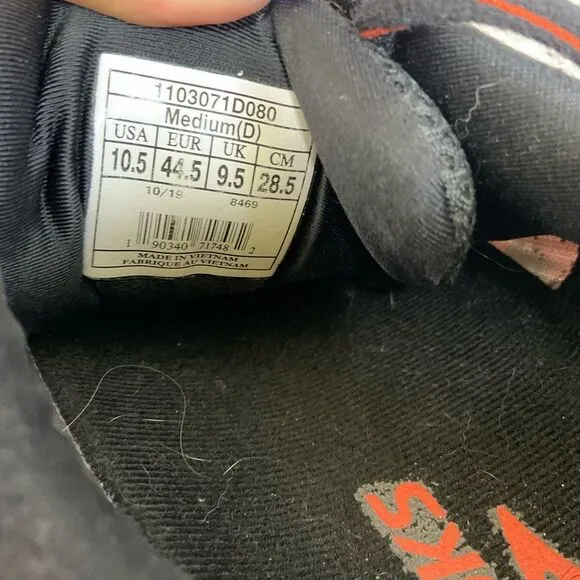 1103071D080
Medium(D)
USA EUR UK CM
10.5 44.5 9.5 28.5
10/19 8469
1 90340 71748 2
MADE IN VIETNAM
FABRIQUE AU VIETNAM
KS